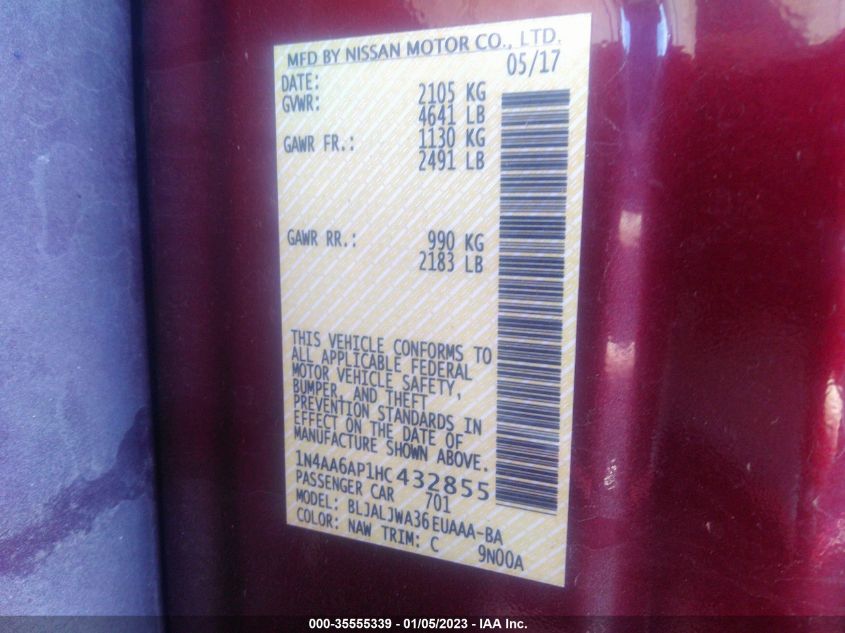 MFD BY NISSAN MOTOR CO., LTD.
DATE: 05/17
GVWR: 2105 KG
4641 LB
GAWR FR.: 1130 KG
2491 LB
GAWR RR.: 990 KG
2183 LB
THIS VEHICLE CONFORMS TO
ALL APPLICABLE FEDERAL
MOTOR VEHICLE SAFETY,
BUMPER, AND THEFT
PREVENTION STANDARDS IN
EFFECT ON THE DATE OF
MANUFACTURE SHOWN ABOVE.
1N4AA6AP1HC432855
PASSENGER CAR 701
MODEL: BLJALJWA36EUAAA-BA
COLOR: NAW TRIM: C 9N00A
000-35555339 - 01/05/2023 - IAA Inc.